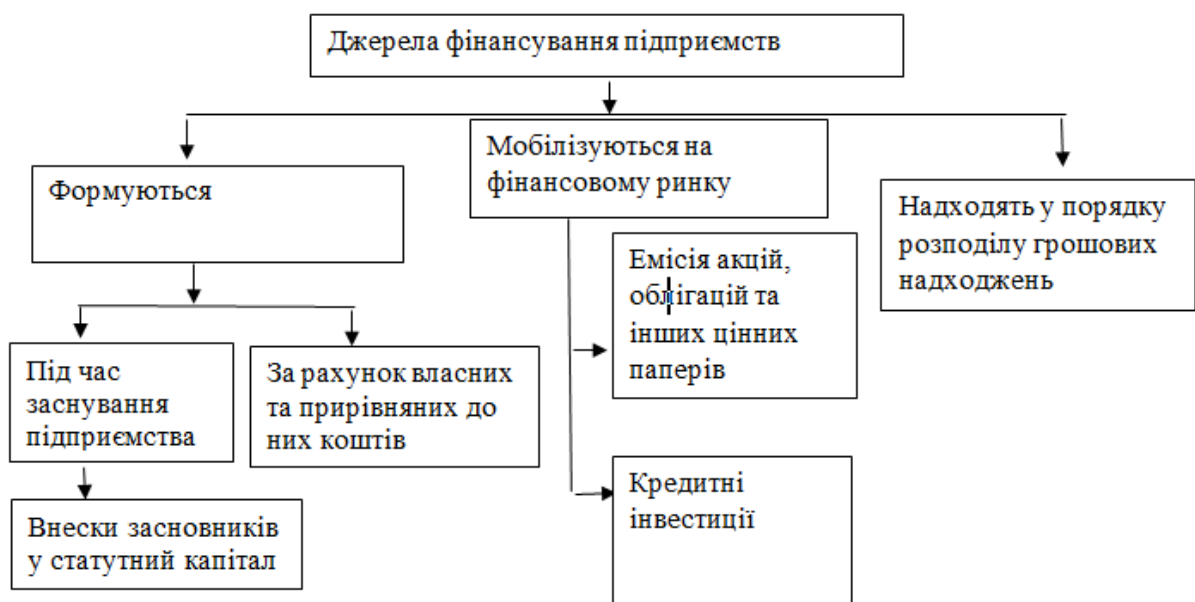 Джерела фінансування підприємств
Формуються
Мобілізуються на
фінансовому ринку
Надходять у порядку
розподілу грошових
надходжень
Емісія акцій,
облігацій та
інших цінних
паперів
Під час
заснування
підприємства
За рахунок власних
та прирівняних до
них коштів
Кредитні
інвестиції
Внески засновників
у статутний капітал